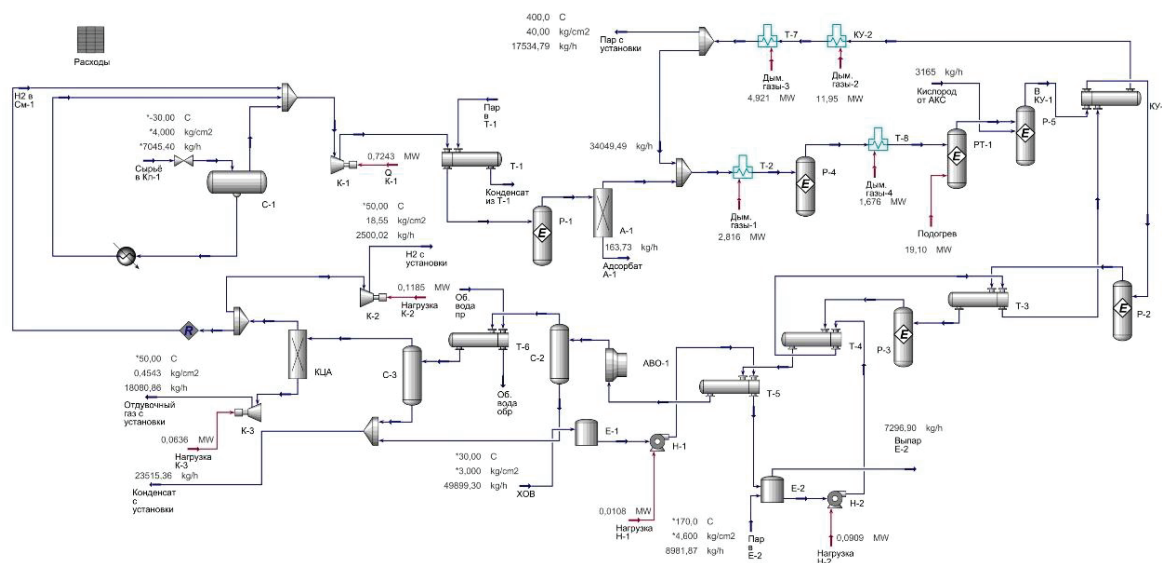 Расходы
400,0 C
40,00 kg/cm2
Пар с
установки
17534,79 kg/h
Т-7
КУ-2
Дым.
газы-3
4,921 MW
Дым.
газы-2
11,95 MW
3165 kg/h
Кислород
от АКС
В
КУ-1
Р-5
РТ-1
КУ-
Н2 в
См-1
*-30,00 C
*4,000 kg/cm2
*7045,40 kg/h
Сырьё
в Кл-1
С-1
Пар
в
Т-1
0,7243 MW
К-1
Q
К-1
Т-1
Конденсат
из Т-1
Р-1
А-1
163,73 kg/h
Адсорбат
А-1
34049,49 kg/h
Т-2
Дым.
газы-1
2,816 MW
Р-4
Т-8
Дым.
газы-4
1,676 MW
Подогрев
19,10 MW
*50,00 C
18,55 kg/cm2
2500,02 kg/h
Н2 с
установки
0,1185 MW
К-2
Нагрузка
К-2
Об.
вода
пр
Т-6
Об.
вода
обр
С-2
АВО-1
Т-5
Т-4
Р-3
Т-3
Р-2
R
КЦА
С-3
*50,00 C
0,4543 kg/cm2
18080,86 kg/h
Отдувочный
газ с
установки
К-3
0,0636 MW
Нагрузка
К-3
23515,36 kg/h
Конденсат
с
установки
*30,00 C
*3,000 kg/cm2
49899,30 kg/h
ХОВ
Е-1
Н-1
0,0108 MW
Нагрузка
Н-1
*170,0 C
*4,600 kg/cm2
8981,87 kg/h
Пар
в
Е-2
Е-2
7296,90 kg/h
Выпар
Е-2
Н-2
0,0909 MW
Нагрузка
Н-2
E
E
E
E
E
E